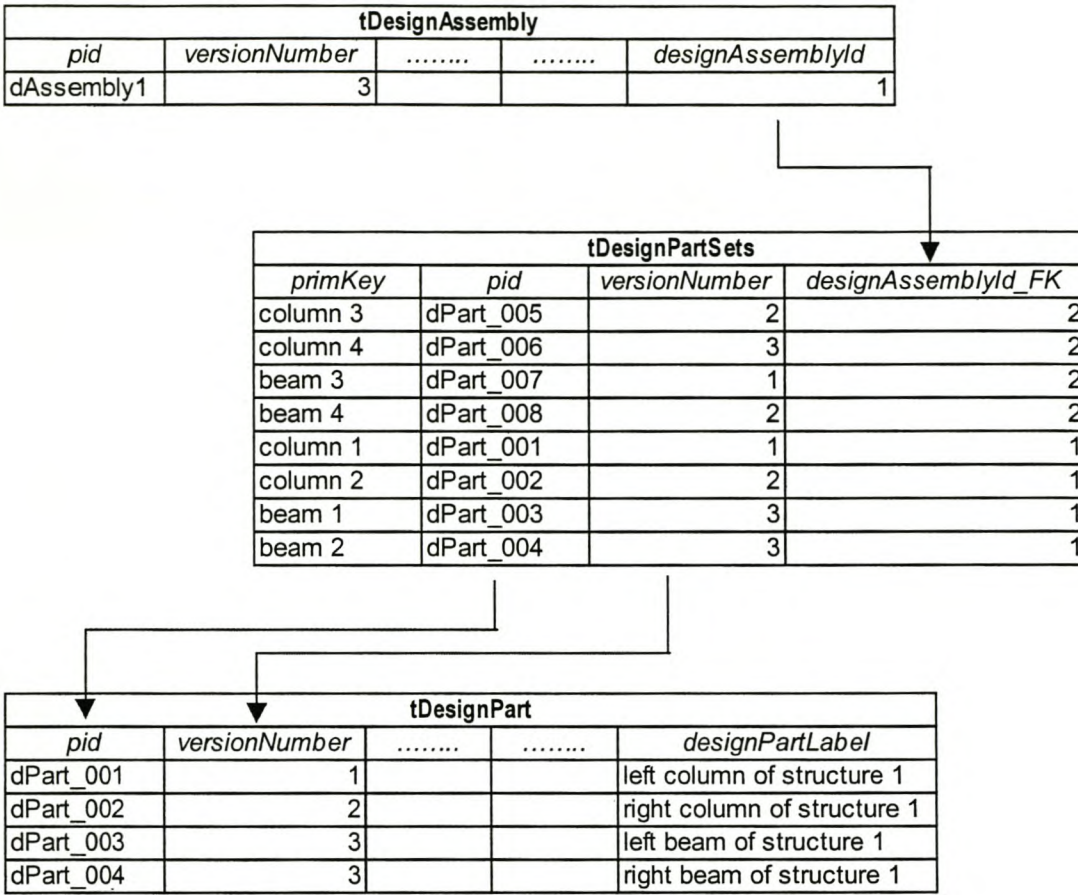 tDesignAssembly
pid versionNumber ........ ........ designAssemblyId
dAssembly1 3 1
tDesignPartSets
primKey pid versionNumber designAssemblyId_FK
column 3 dPart_005 2 2
column 4 dPart_006 3 2
beam 3 dPart_007 1 2
beam 4 dPart_008 2 2
column 1 dPart_001 1 1
column 2 dPart_002 2 1
beam 1 dPart_003 3 1
beam 2 dPart_004 3 1
tDesignPart
pid versionNumber ........ ........ designPartLabel
dPart_001 1 left column of structure 1
dPart_002 2 right column of structure 1
dPart_003 3 left beam of structure 1
dPart_004 3 right beam of structure 1